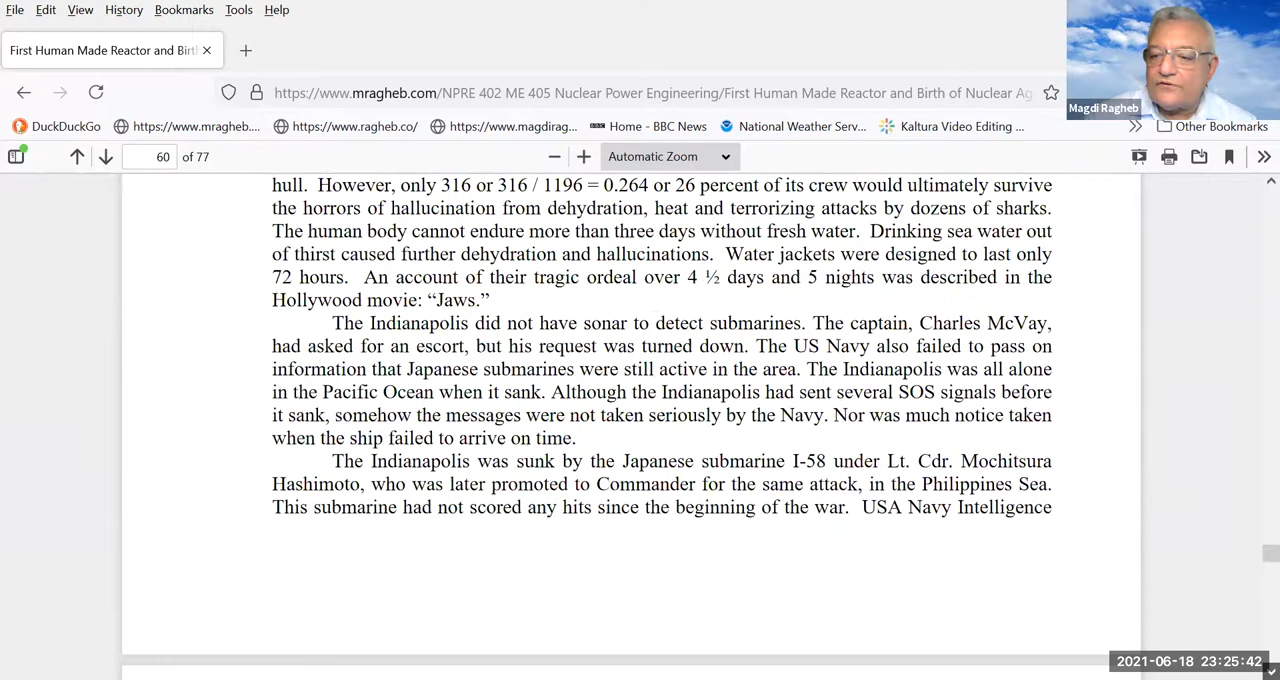 File Edit View History Bookmarks Tools Help
First Human Made Reactor and Birt
https://www.mragheb.com/NPRE 402 ME 405 Nuclear Power Engineering/First Human Made Reactor and Birth of Nuclear Ag
Magdi Ragheb
DuckDuckGo https://www.mragheb.... https://www.ragheb.co/ https://www.magdirag... BBC Home - BBC News National Weather Serv... Kaltura Video Editing ... Other Bookmarks
60 of 77 Automatic Zoom
hull. However, only 316 or 316 / 1196 = 0.264 or 26 percent of its crew would ultimately survive
the horrors of hallucination from dehydration, heat and terrorizing attacks by dozens of sharks.
The human body cannot endure more than three days without fresh water. Drinking sea water out
of thirst caused further dehydration and hallucinations. Water jackets were designed to last only
72 hours. An account of their tragic ordeal over 4 ½ days and 5 nights was described in the
Hollywood movie: “Jaws.”
The Indianapolis did not have sonar to detect submarines. The captain, Charles McVay,
had asked for an escort, but his request was turned down. The US Navy also failed to pass on
information that Japanese submarines were still active in the area. The Indianapolis was all alone
in the Pacific Ocean when it sank. Although the Indianapolis had sent several SOS signals before
it sank, somehow the messages were not taken seriously by the Navy. Nor was much notice taken
when the ship failed to arrive on time.
The Indianapolis was sunk by the Japanese submarine I-58 under Lt. Cdr. Mochitsura
Hashimoto, who was later promoted to Commander for the same attack, in the Philippines Sea.
This submarine had not scored any hits since the beginning of the war. USA Navy Intelligence
2021-06-18 23:25:42